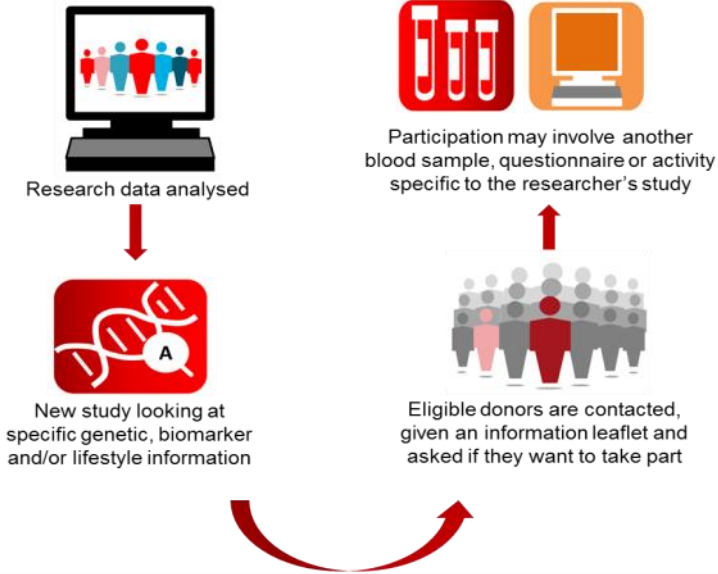 Research data analysed
A
New study looking at
specific genetic, biomarker
and/or lifestyle information
Eligible donors are contacted,
given an information leaflet and
asked if they want to take part
Participation may involve another
blood sample, questionnaire or activity
specific to the researcher's study